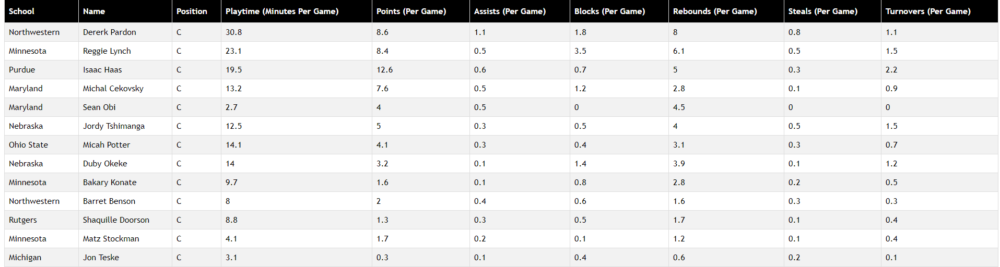 School Name Position Playtime (Minutes Per Game) Points (Per Game) Assists (Per Game) Blocks (Per Game) Rebounds (Per Game) Steals (Per Game) Turnovers (Per Game)
Northwestern Dererk Pardon C 30.8 8.6 1.1 1.8 8 0.8 1.1
Minnesota Reggie Lynch C 23.1 8.4 0.5 3.5 6.1 0.5 1.5
Purdue Isaac Haas C 19.5 12.6 0.6 0.7 5 0.3 2.2
Maryland Michal Cekovsky C 13.2 7.6 0.5 1.2 2.8 0.1 0.9
Maryland Sean Obi C 2.7 4 0.5 0 4.5 0 0
Nebraska Jordy Tshimanga C 12.5 5 0.3 0.5 4 0.5 1.5
Ohio State Micah Potter C 14.1 4.1 0.3 0.4 3.1 0.3 0.7
Nebraska Duby Okeke C 14 3.2 0.1 1.4 3.9 0.1 1.2
Minnesota Bakary Konate C 9.7 1.6 0.1 0.8 2.8 0.2 0.5
Northwestern Barret Benson C 8 2 0.4 0.6 1.6 0.3 0.3
Rutgers Shaquille Doorson C 8.8 1.3 0.3 0.5 1.7 0.1 0.4
Minnesota Matz Stockman C 4.1 1.7 0.2 0.1 1.2 0.1 0.4
Michigan Jon Teske C 3.1 0.3 0.1 0.4 0.6 0.2 0.1